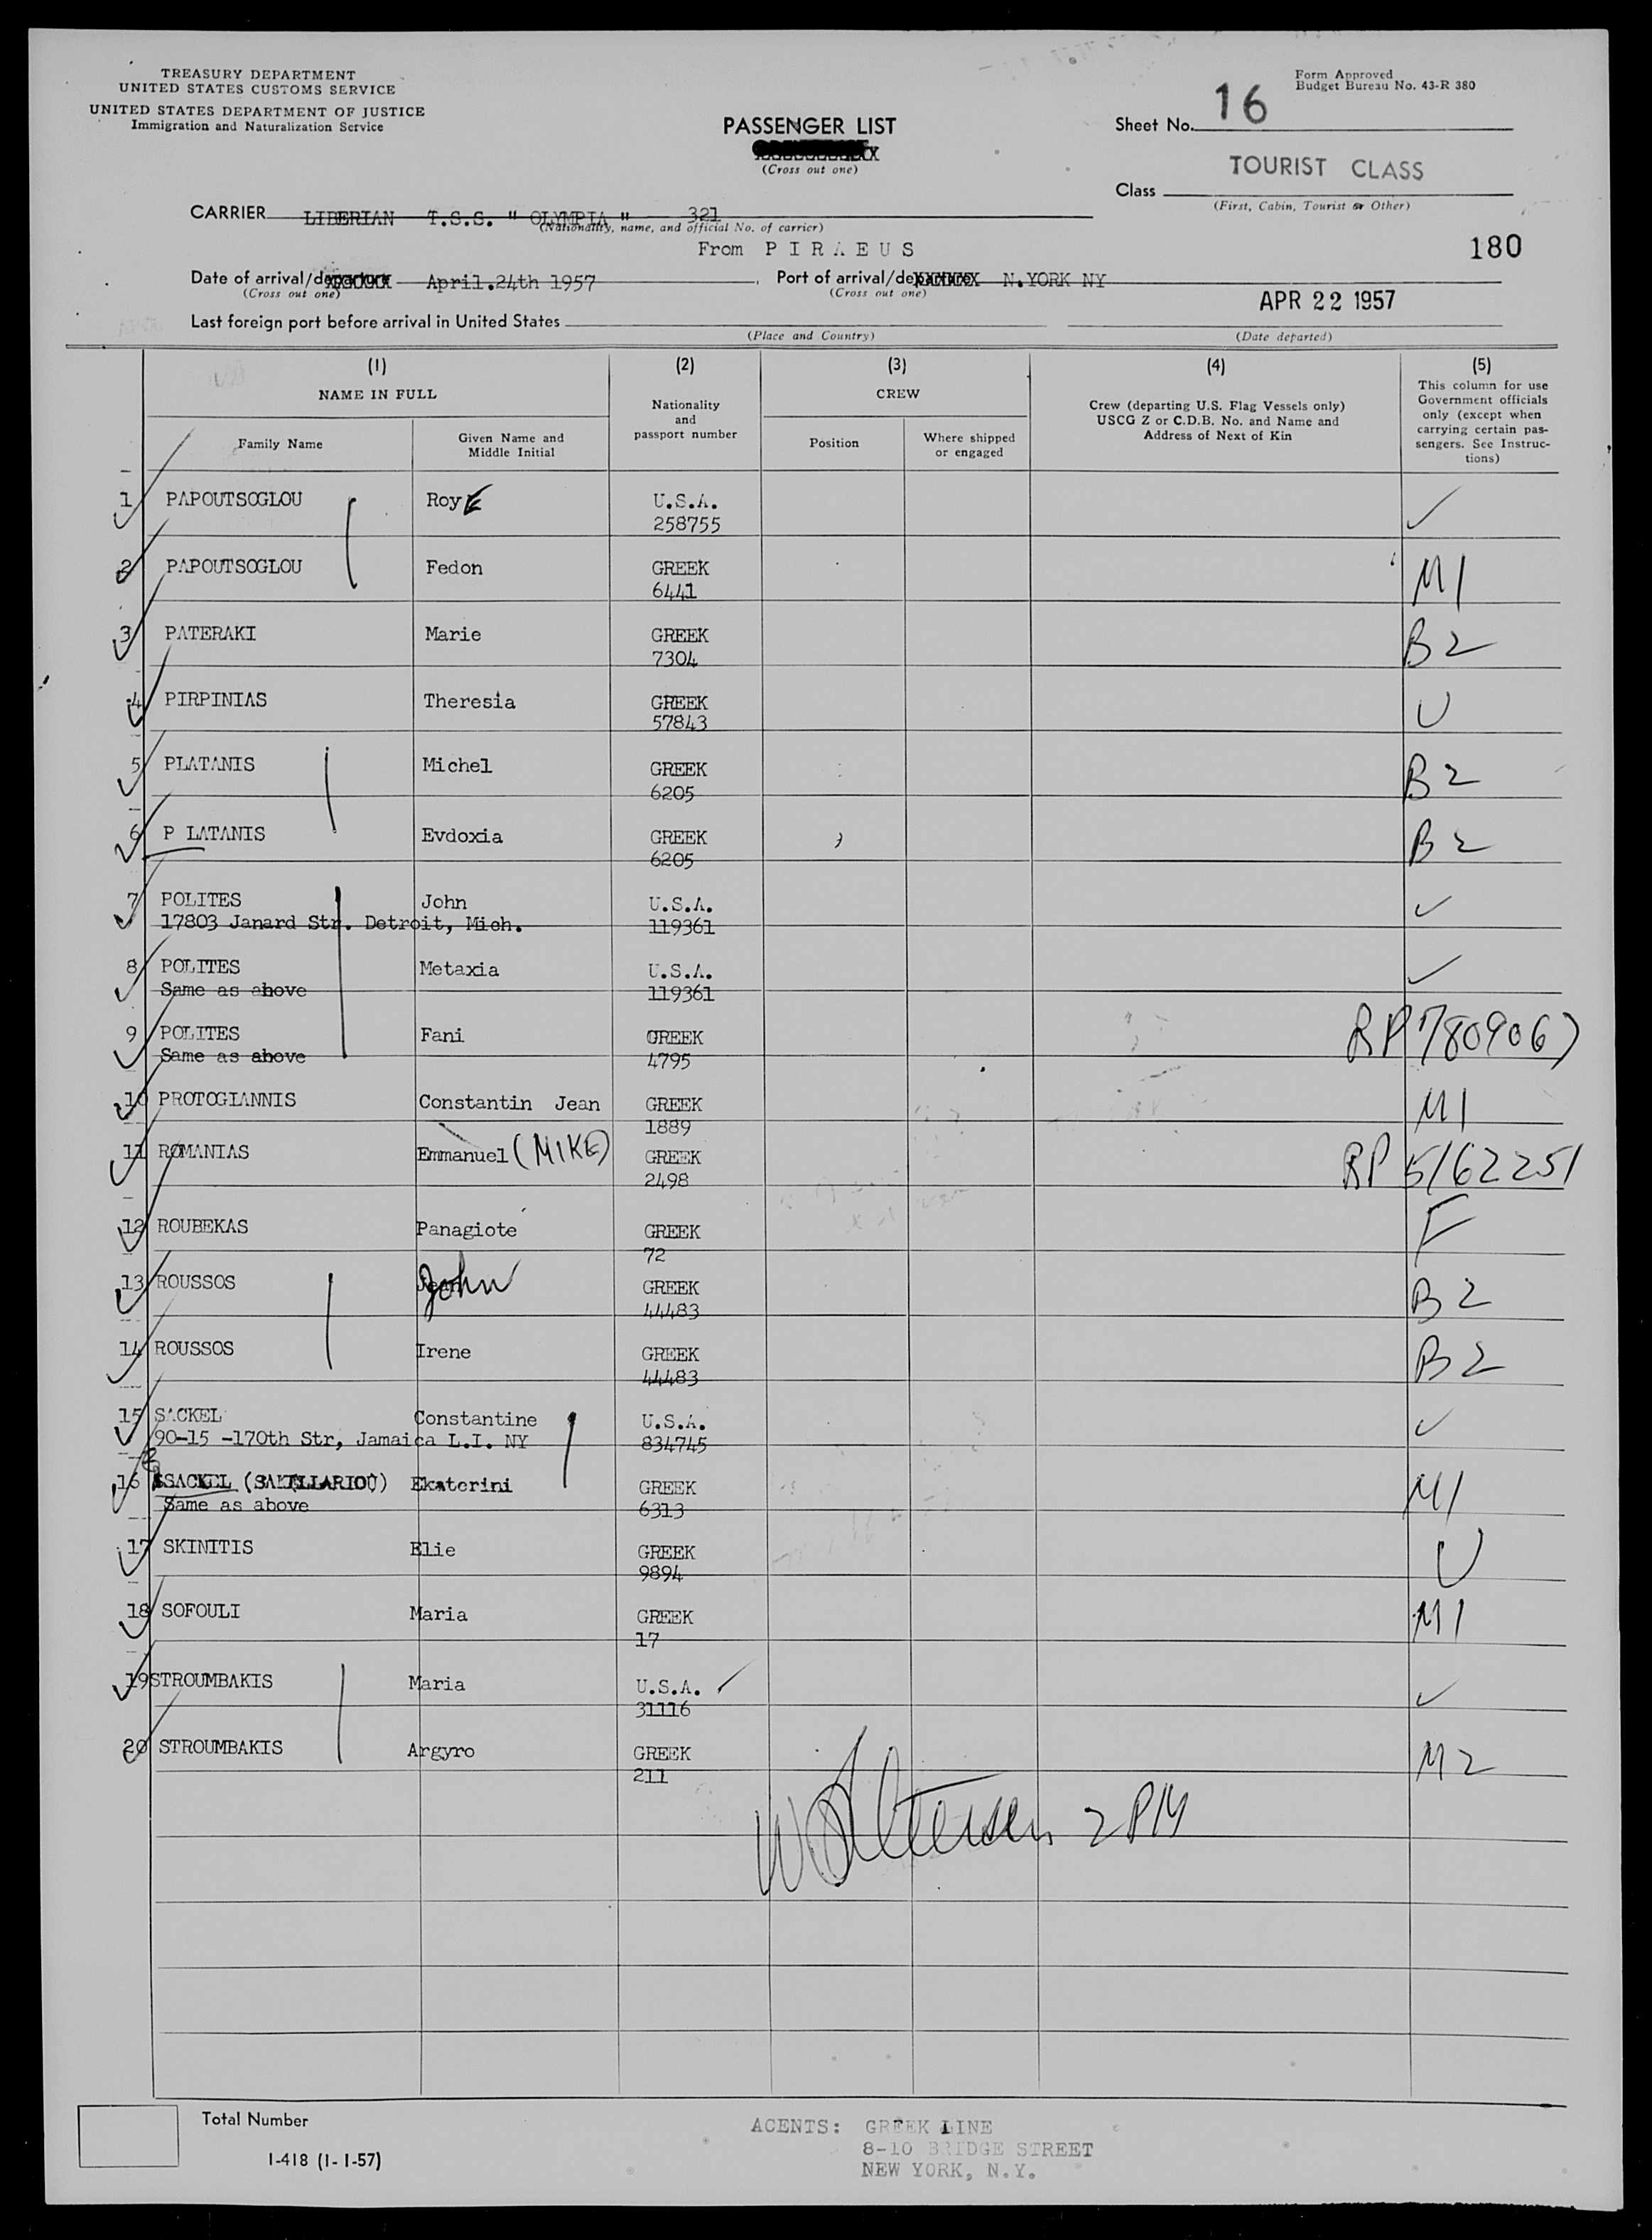 TREASURY DEPARTMENT
UNITED STATES CUSTOMS SERVICE
UNITED STATES DEPARTMENT OF JUSTICE
Immigration and Naturalization Service
Form Approved
Budget Bureau No. 43-R 380
PASSENGER LIST
(Cross out one)
Sheet No. 16
Class TOURIST CLASS
(First, Cabin, Tourist or Other)
CARRIER LIBERIAN T.S.S. " OLYMPIA " 321
(Nationality, name, and official No. of carrier)
From PIRAEUS
180
Date of arrival/de April.24th 1957 Port of arrival/de N.YORK NY
(Cross out one) (Cross out one)
Last foreign port before arrival in United States APR 22 1957
(Place and Country) (Date departed)
(1) (2) (3) (4) (5)
NAME IN FULL
Family Name
Given Name and Middle Initial
Nationality and passport number
CREW
Position
Where shipped or engaged
Crew (departing U.S. Flag Vessels only)
USCG Z or C.D.B. No. and Name and
Address of Next of Kin
This column for use
Government officials
only (except when
carrying certain pas-
sengers. See Instruc-
tions)
1 PAPOUTSOGLOU Roy E U.S.A.
258755
2 PAPOUTSOGLOU Fedon GREEK M1
6441
3 PATERAKI Marie GREEK B2
7304
4 PIRPINIAS Theresia GREEK U
57843
5 PLATANIS Michel GREEK B2
6205
6 P LATANIS Evdoxia GREEK B2
6205
7 POLITES John U.S.A.
17803 Janard Str. Detroit, Mich. 119361
8 POLITES Metaxia U.S.A.
Same as above 119361
9 POLITES Fani GREEK RP 7809067
Same as above 4795
10 PROTOGIANNIS Constantin Jean GREEK M1
1889
11 ROMANIAS Emmanuel (MIKE) GREEK RP 5162251
2498
12 ROUBEKAS Panagiote GREEK F
72
13 ROUSSOS John GREEK B2
44483
14 ROUSSOS Irene GREEK B2
44483
15 SACKEL Constantine U.S.A.
90-15 -170th Str, Jamaica L.I. NY 834745
16 SACKEL (SAKELLARIOU) Ekaterini GREEK M1
Same as above 6313
17 SKINITIS Elie GREEK U
9894
18 SOFOULI Maria GREEK M1
17
19 STROUMBAKIS Maria U.S.A.
31116
20 STROUMBAKIS Argyro GREEK M2
211
2 PM
Total Number
I-418 (1-1-57)
AGENTS: GREEK LINE
8-10 BRIDGE STREET
NEW YORK, N.Y.